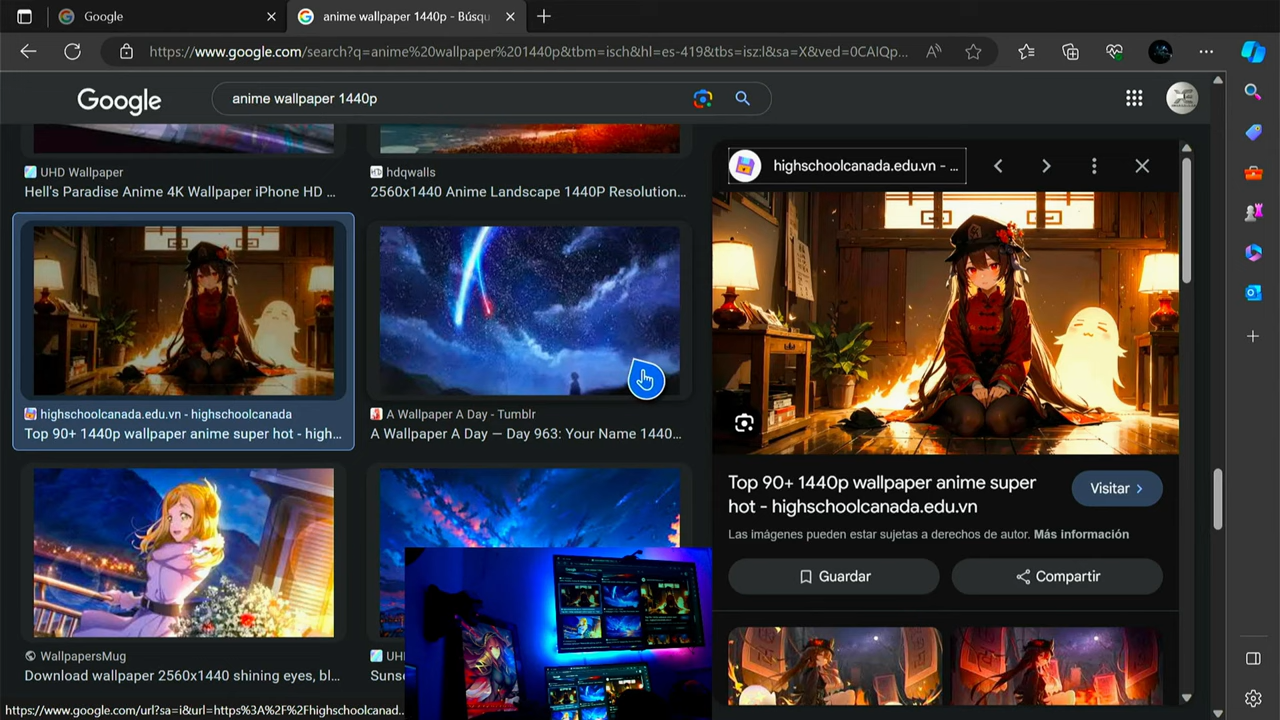 Google
anime wallpaper 1440p - Búsqu
https://www.google.com/search?q=anime%20wallpaper%201440p&tbm=isch&hl=es-419&tbs=isz:l&sa=X&ved=0CAIQp...
Google
anime wallpaper 1440p
UHD Wallpaper
Hell's Paradise Anime 4K Wallpaper iPhone HD ...
hdqwalls
2560x1440 Anime Landscape 1440P Resolution...
highschoolcanada.edu.vn - highschoolcanada
Top 90+ 1440p wallpaper anime super hot - high...
A Wallpaper A Day - Tumblr
A Wallpaper A Day — Day 963: Your Name 1440...
WallpapersMug
Download wallpaper 2560x1440 shining eyes, bl...
UHD
Sunse
highschoolcanada.edu.vn - ...
Top 90+ 1440p wallpaper anime super
hot - highschoolcanada.edu.vn
Visitar
Las imágenes pueden estar sujetas a derechos de autor. Más información
Guardar
Compartir
https://www.google.com/url?sa=i&url=https%3A%2F%2Fhighschoolcanad...